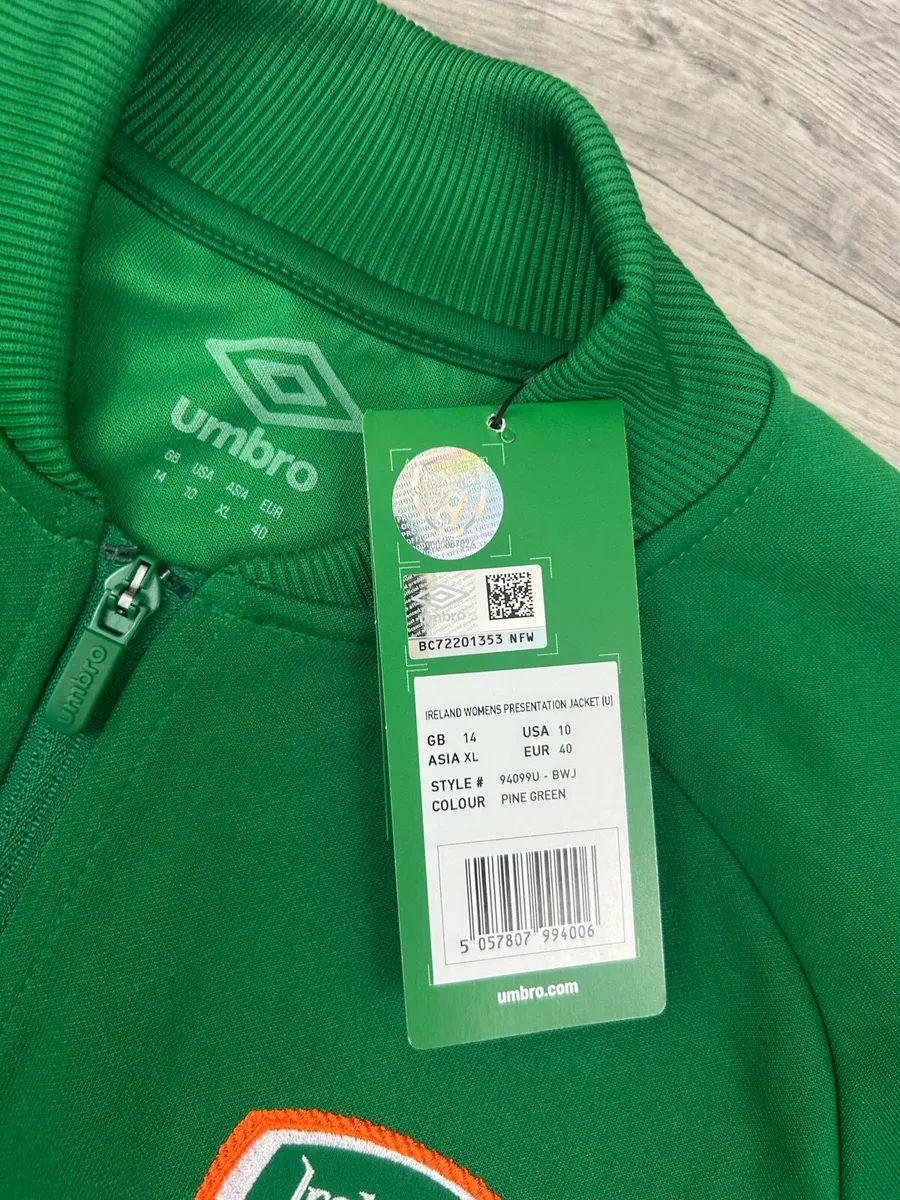 umbro
GB USA ASIA EUR
14 10 XL 40
umbro
umbro
BC72201353 NFW
IRELAND WOMENS PRESENTATION JACKET (U)
GB 14 USA 10
ASIA XL EUR 40
STYLE # 94099U - BWJ
COLOUR PINE GREEN
5 057807 994006
umbro.com